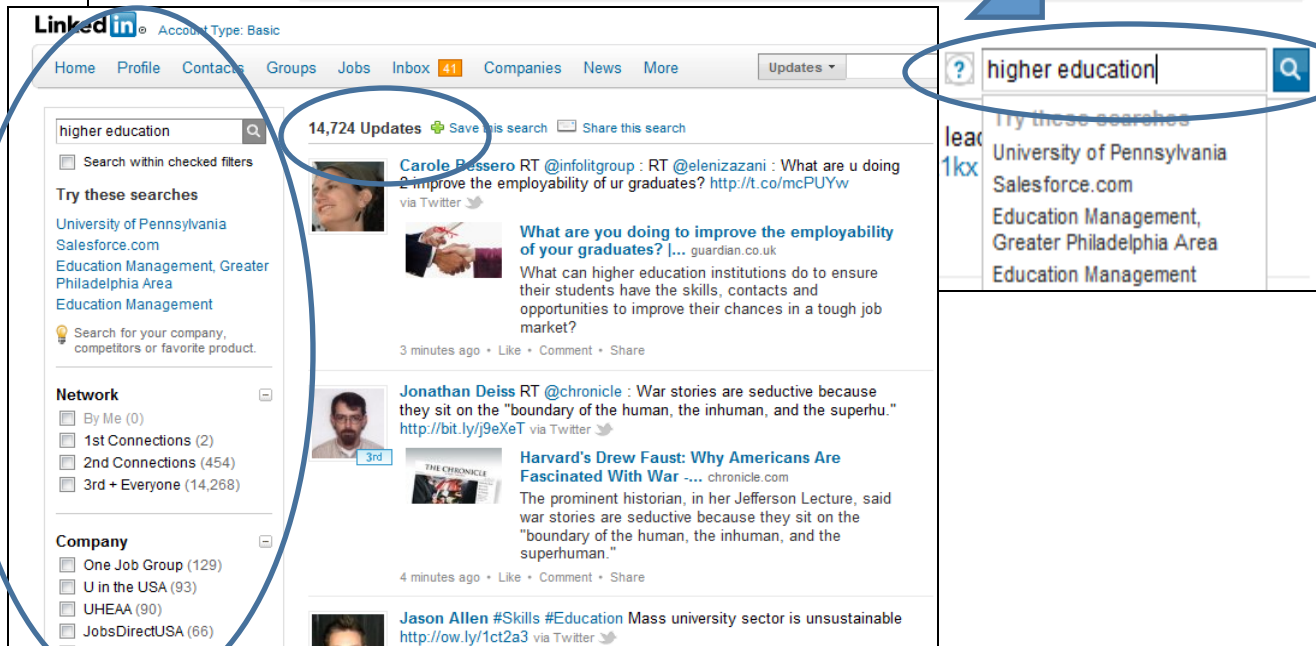 Linked in ® Account Type: Basic
Home Profile Contacts Groups Jobs Inbox 41 Companies News More Updates
higher education
Search within checked filters
Try these searches
University of Pennsylvania
Salesforce.com
Education Management, Greater
Philadelphia Area
Education Management
Search for your company,
competitors or favorite product.
Network
By Me (0)
1st Connections (2)
2nd Connections (454)
3rd + Everyone (14,268)
Company
One Job Group (129)
U in the USA (93)
UHEAA (90)
JobsDirectUSA (66)
14,724 Updates Save this search Share this search
Carole Bessero RT @infolitgroup : RT @elenizazani : What are u doing
2 improve the employability of ur graduates? http://t.co/mcPUYw
via Twitter
What are you doing to improve the employability
of your graduates? |... guardian.co.uk
What can higher education institutions do to ensure
their students have the skills, contacts and
opportunities to improve their chances in a tough job
market?
3 minutes ago • Like • Comment • Share
Jonathan Deiss RT @chronicle : War stories are seductive because
they sit on the "boundary of the human, the inhuman, and the superhu."
http://bit.ly/j9eXeT via Twitter
3rd
THE CHRONICLE
Harvard's Drew Faust: Why Americans Are
Fascinated With War -... chronicle.com
The prominent historian, in her Jefferson Lecture, said
war stories are seductive because they sit on the
"boundary of the human, the inhuman, and the
superhuman."
4 minutes ago • Like • Comment • Share
Jason Allen #Skills #Education Mass university sector is unsustainable
http://ow.ly/1ct2a3 via Twitter
? higher education
Try these searches
lead
1kx
University of Pennsylvania
Salesforce.com
Education Management,
Greater Philadelphia Area
Education Management